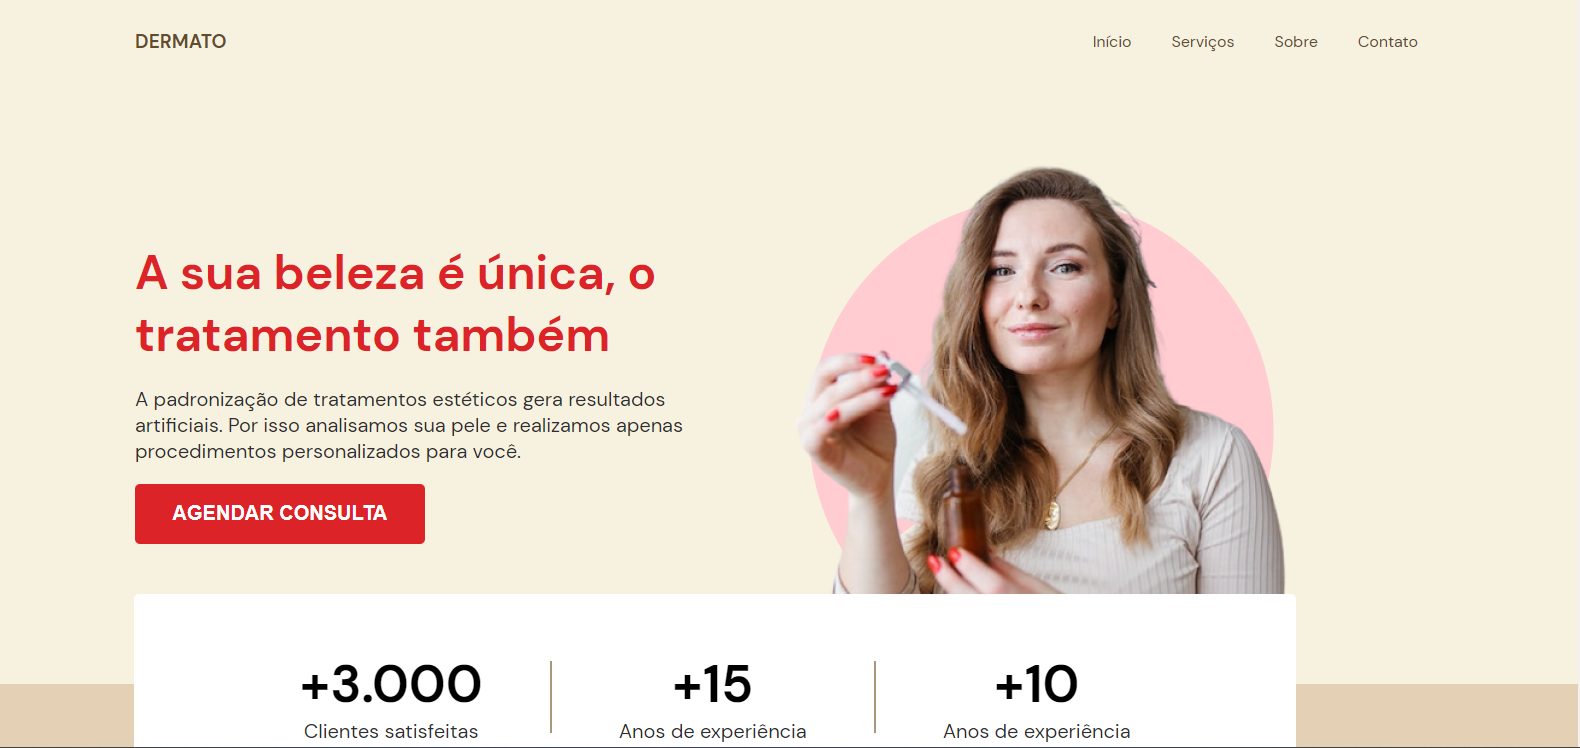 DERMATO
Início Serviços Sobre Contato
A sua beleza é única, o
tratamento também
A padronização de tratamentos estéticos gera resultados
artificiais. Por isso analisamos sua pele e realizamos apenas
procedimentos personalizados para você.
AGENDAR CONSULTA
+3.000 +15 +10
Clientes satisfeitas Anos de experiência Anos de experiência